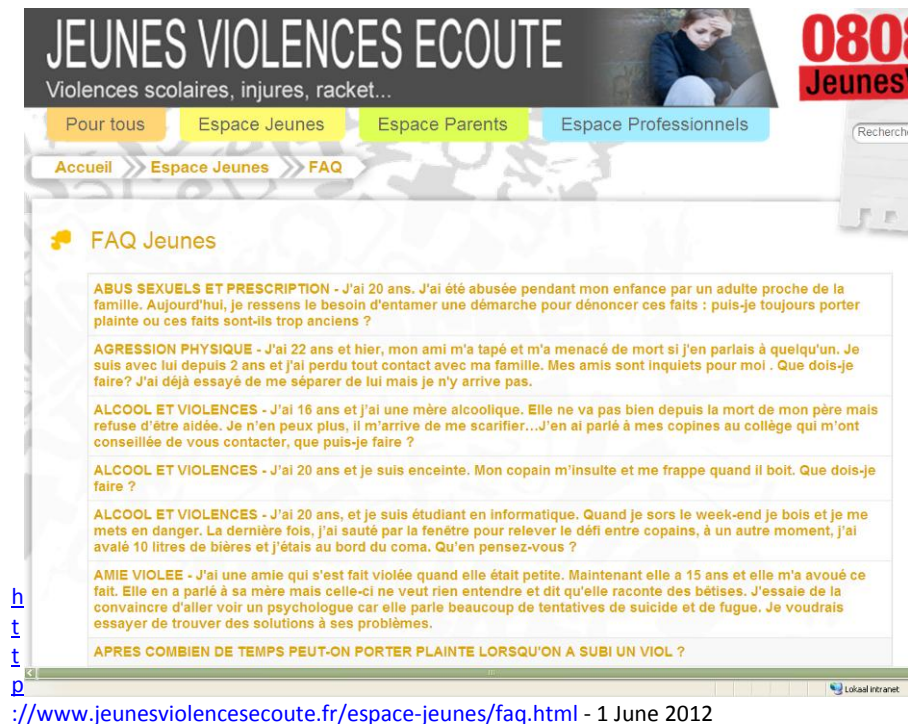 JEUNES VIOLENCES ECOUTE
Violences scolaires, injures, racket...
0808
Jeunes
Pour tous
Espace Jeunes
Espace Parents
Espace Professionnels
Recherche
Accueil
Espace Jeunes
FAQ
FAQ Jeunes
ABUS SEXUELS ET PRESCRIPTION - J'ai 20 ans. J'ai été abusée pendant mon enfance par un adulte proche de la
famille. Aujourd'hui, je ressens le besoin d'entamer une démarche pour dénoncer ces faits : puis-je toujours porter
plainte ou ces faits sont-ils trop anciens ?
AGRESSION PHYSIQUE - J'ai 22 ans et hier, mon ami m'a tapé et m'a menacé de mort si j'en parlais à quelqu'un. Je
suis avec lui depuis 2 ans et j'ai perdu tout contact avec ma famille. Mes amis sont inquiets pour moi . Que dois-je
faire? J'ai déjà essayé de me séparer de lui mais je n'y arrive pas.
ALCOOL ET VIOLENCES - J'ai 16 ans et j'ai une mère alcoolique. Elle ne va pas bien depuis la mort de mon père mais
refuse d'être aidée. Je n'en peux plus, il m'arrive de me scarifier…J'en ai parlé à mes copines au collège qui m'ont
conseillée de vous contacter, que puis-je faire ?
ALCOOL ET VIOLENCES - J'ai 20 ans et je suis enceinte. Mon copain m'insulte et me frappe quand il boit. Que dois-je
faire ?
ALCOOL ET VIOLENCES - J'ai 20 ans, et je suis étudiant en informatique. Quand je sors le week-end je bois et je me
mets en danger. La dernière fois, j'ai sauté par la fenêtre pour relever le défi entre copains, à un autre moment, j'ai
avalé 10 litres de bières et j'étais au bord du coma. Qu'en pensez-vous ?
AMIE VIOLEE - J'ai une amie qui s'est fait violée quand elle était petite. Maintenant elle a 15 ans et elle m'a avoué ce
fait. Elle en a parlé à sa mère mais celle-ci ne veut rien entendre et dit qu'elle raconte des bêtises. J'essaie de la
convaincre d'aller voir un psychologue car elle parle beaucoup de tentatives de suicide et de fugue. Je voudrais
essayer de trouver des solutions à ses problèmes.
APRES COMBIEN DE TEMPS PEUT-ON PORTER PLAINTE LORSQU'ON A SUBI UN VIOL ?
Lokaal intranet
h
t
t
p
://www.jeunesviolencesecoute.fr/espace-jeunes/faq.html - 1 June 2012